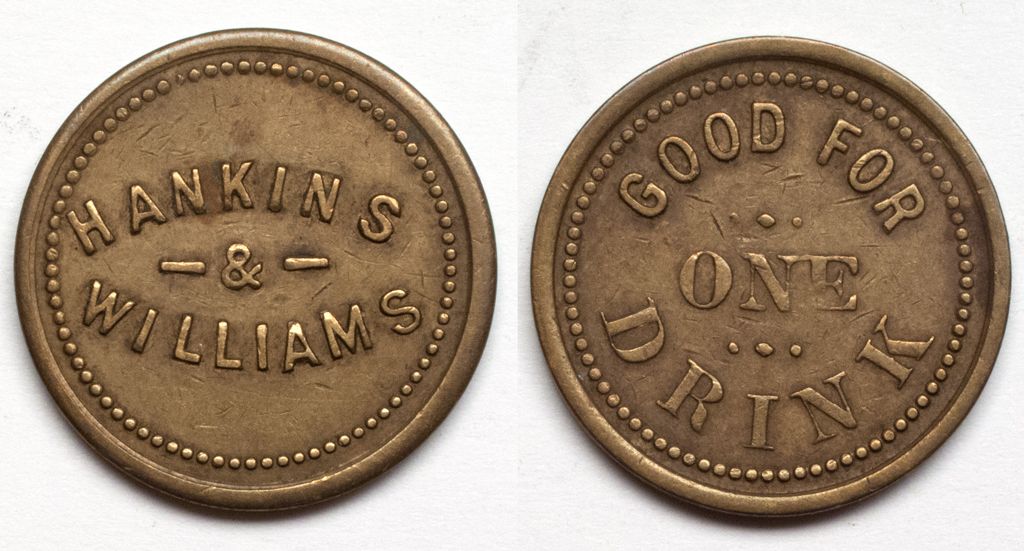 HANKINS
- & -
WILLIAMS
GOOD FOR
ONE
DRINK